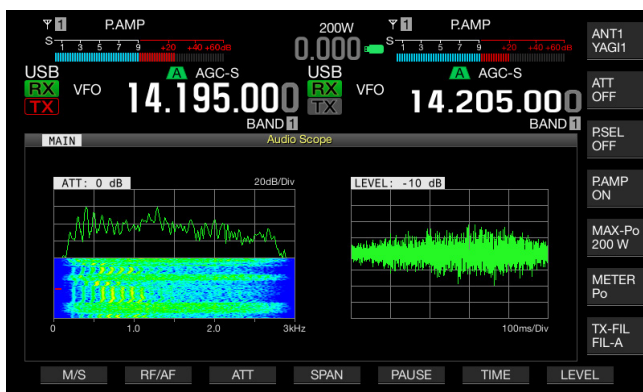 1 P.AMP 200W 1 P.AMP
S 1 3 5 7 9 +20 +40 +60dB 0.000 S 1 3 5 7 9 +20 +40 +60dB
USB A AGC-S USB A AGC-S
RX VFO 14.195.000 RX VFO 14.205.000
TX TX
BAND 1 BAND 1
MAIN Audio Scope
ATT: 0 dB 20dB/Div LEVEL: -10 dB
0 1.0 2.0 3kHz 100ms/Div
M/S RF/AF ATT SPAN PAUSE TIME LEVEL
ANT1
YAGI1
ATT
OFF
P.SEL
OFF
P.AMP
ON
MAX-Po
200 W
METER
Po
TX-FIL
FIL-A